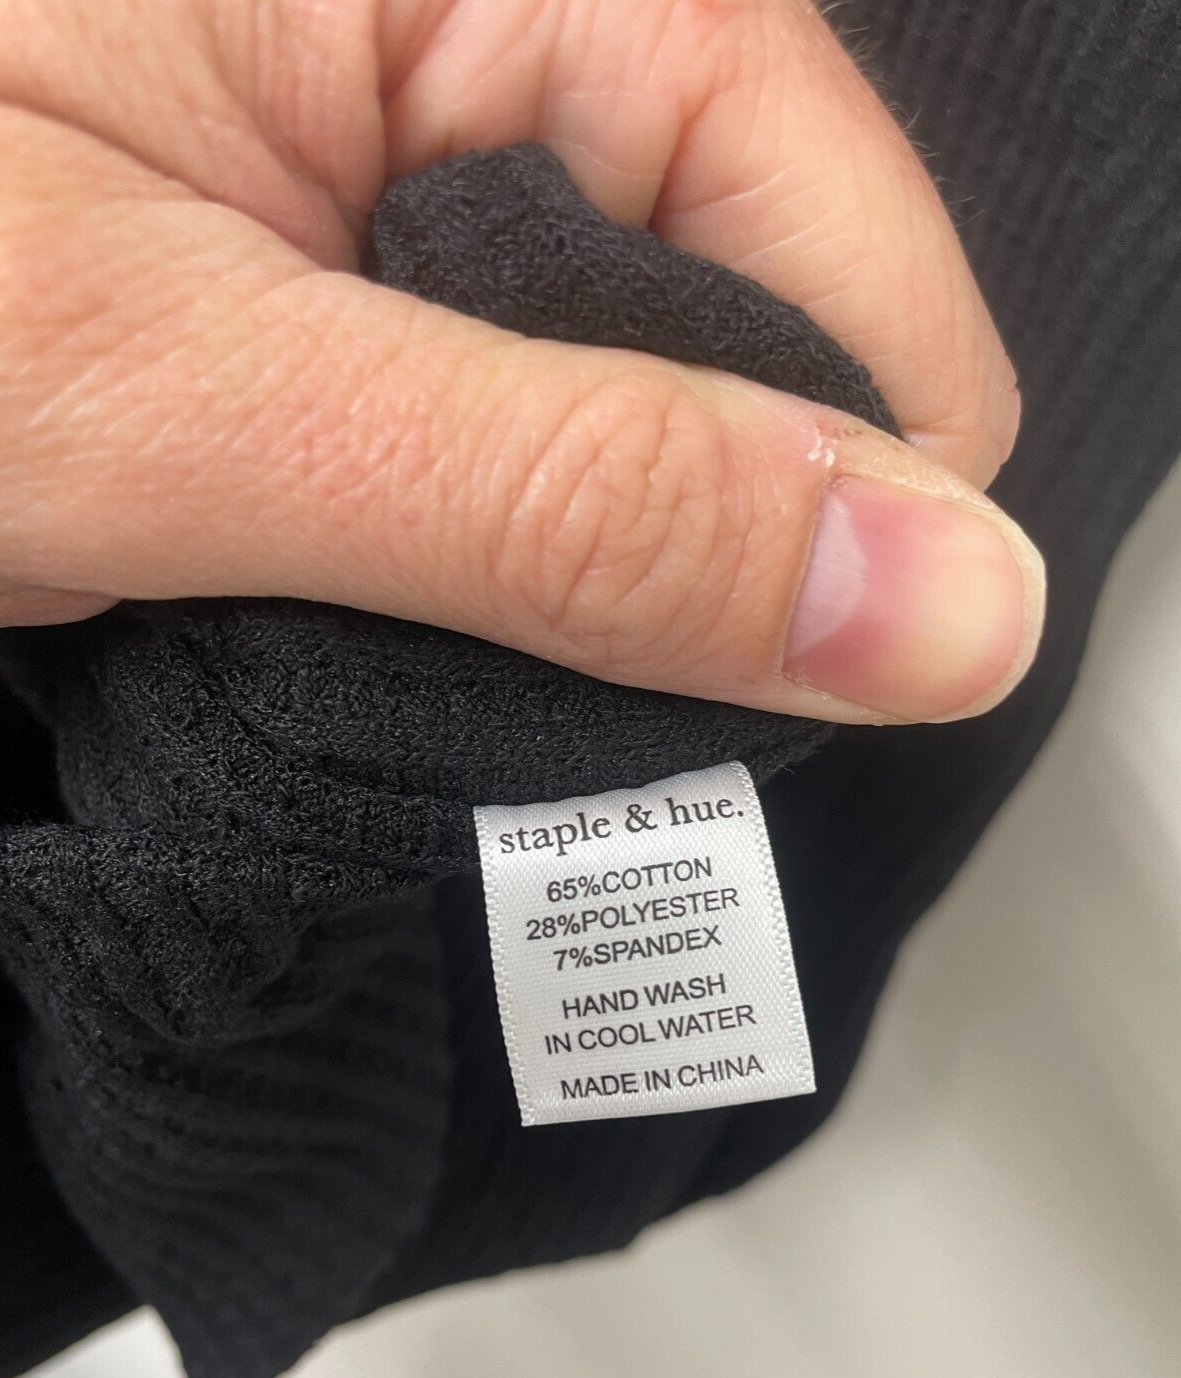 staple & hue.
65%COTTON
28%POLYESTER
7%SPANDEX
HAND WASH
IN COOL WATER
MADE IN CHINA